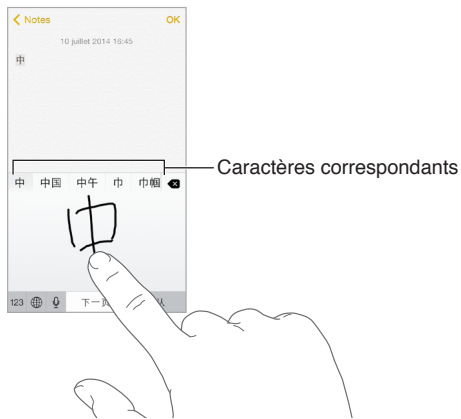 Notes OK
10 juillet 2014 16:45
中
Caractères correspondants
中 中国 中午 巾 巾帼
中
123 下一